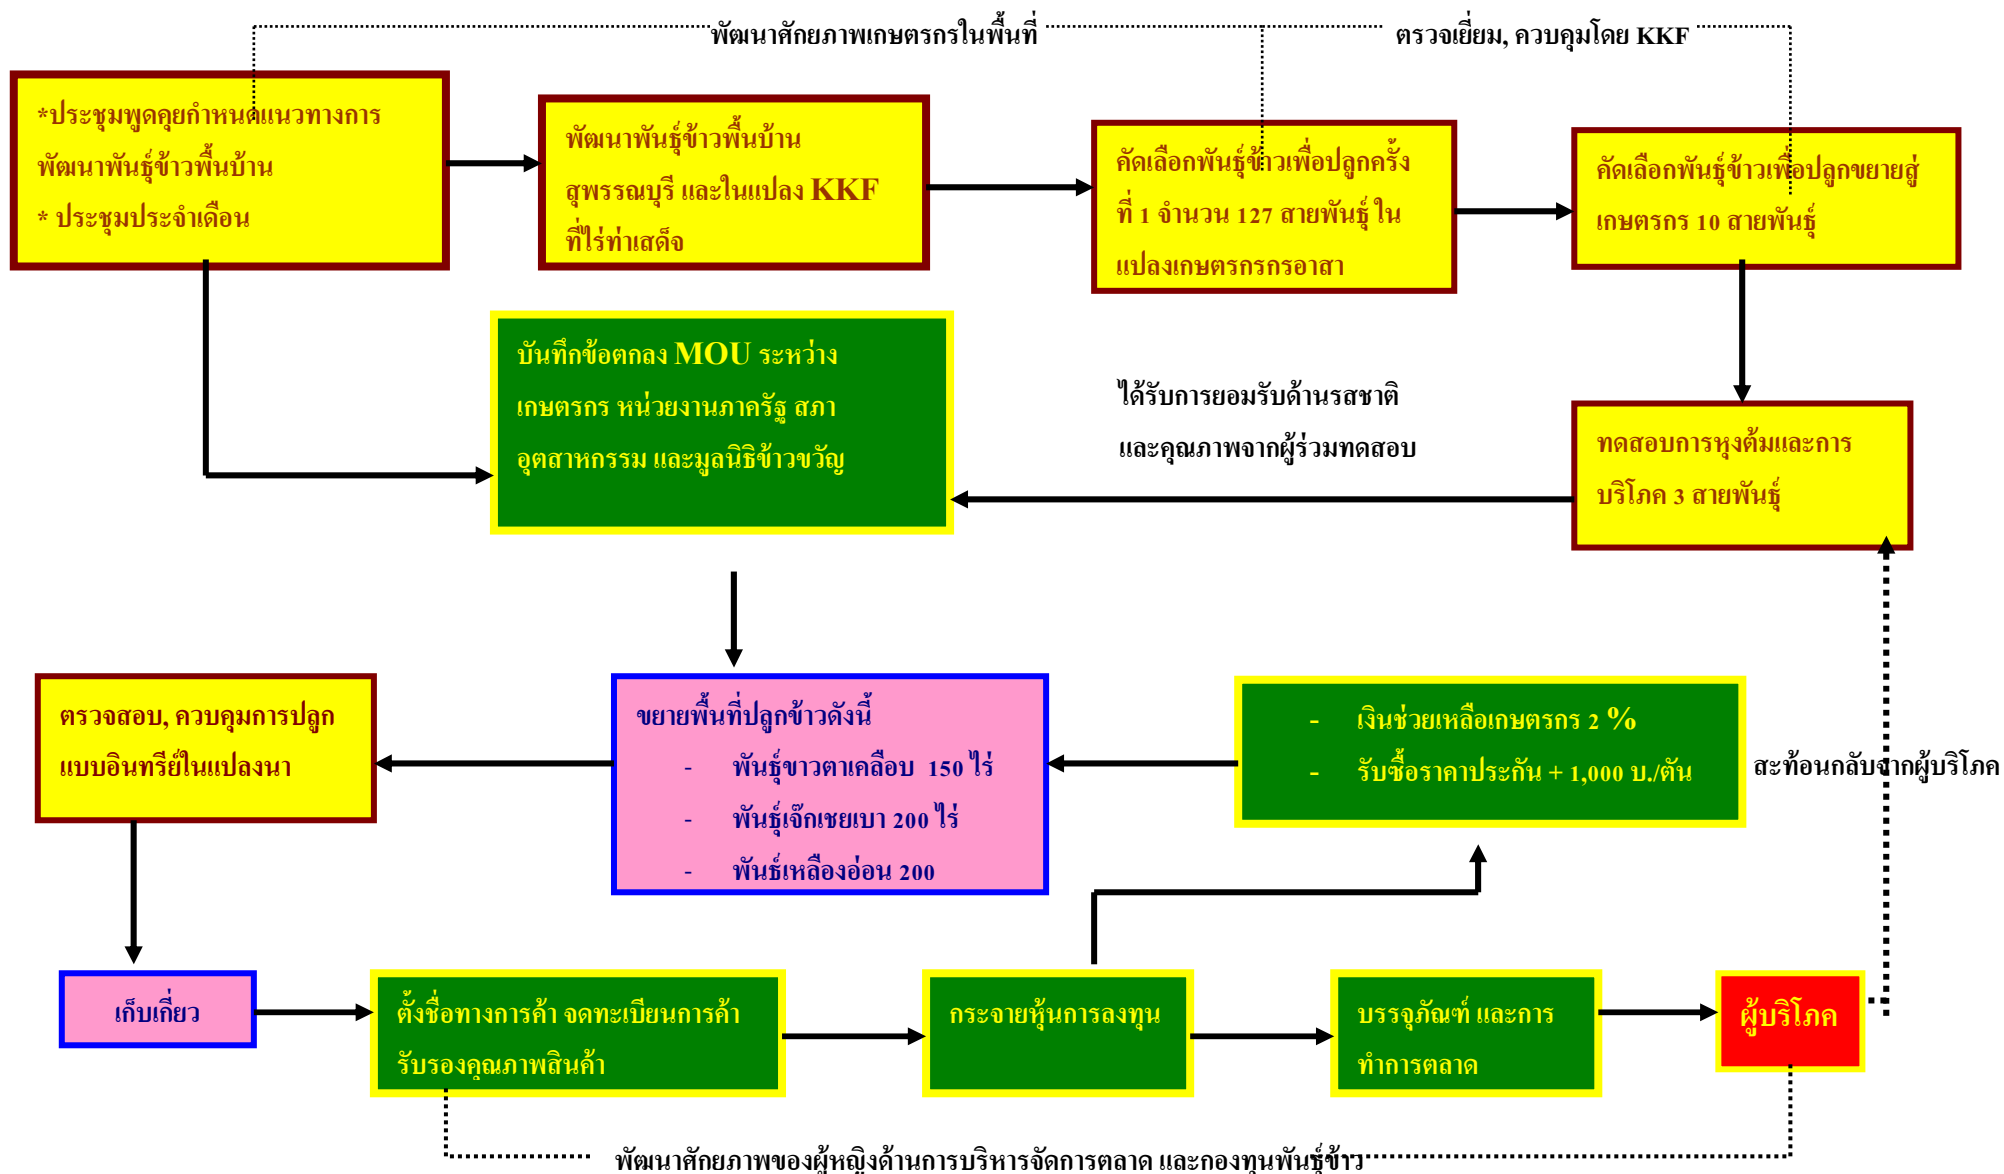 พัฒนาศักยภาพเกษตรกรในพื้นที่
ตรวจเยี่ยม, ควบคุมโดย KKF
*ประชุมพูดคุยกำหนดแนวทางการ
พัฒนาพันธุ์ข้าวพื้นบ้าน
* ประชุมประจำเดือน
พัฒนาพันธุ์ข้าวพื้นบ้าน
สุพรรณบุรี และในแปลง KKF
ที่ไร่ท่าเสด็จ
คัดเลือกพันธุ์ข้าวเพื่อปลูกครั้ง
ที่ 1 จำนวน 127 สายพันธุ์ ใน
แปลงเกษตรกรกรอาสา
คัดเลือกพันธุ์ข้าวเพื่อปลูกขยายสู่
เกษตรกร 10 สายพันธุ์
บันทึกข้อตกลง MOU ระหว่าง
เกษตรกร หน่วยงานภาครัฐ สภา
อุตสาหกรรม และมูลนิธิข้าวขวัญ
ได้รับการยอมรับด้านรสชาติ
และคุณภาพจากผู้ร่วมทดสอบ
ทดสอบการหุงต้มและการ
บริโภค 3 สายพันธุ์
ตรวจสอบ, ควบคุมการปลูก
แบบอินทรีย์ในแปลงนา
ขยายพื้นที่ปลูกข้าวดังนี้
- พันธุ์ขาวตาเคลือบ 150 ไร่
- พันธุ์เจ๊กเชยเบา 200 ไร่
- พันธ์เหลืองอ่อน 200
- เงินช่วยเหลือเกษตรกร 2 %
- รับซื้อราคาประกัน + 1,000 บ./ตัน
สะท้อนกลับจากผู้บริโภค
เก็บเกี่ยว
ตั้งชื่อทางการค้า จดทะเบียนการค้า
รับรองคุณภาพสินค้า
กระจายหุ้นการลงทุน
บรรจุภัณฑ์ และการ
ทำการตลาด
ผู้บริโภค
พัฒนาศักยภาพของผู้หญิงด้านการบริหารจัดการตลาด และกองทุนพันธุ์ข้าว